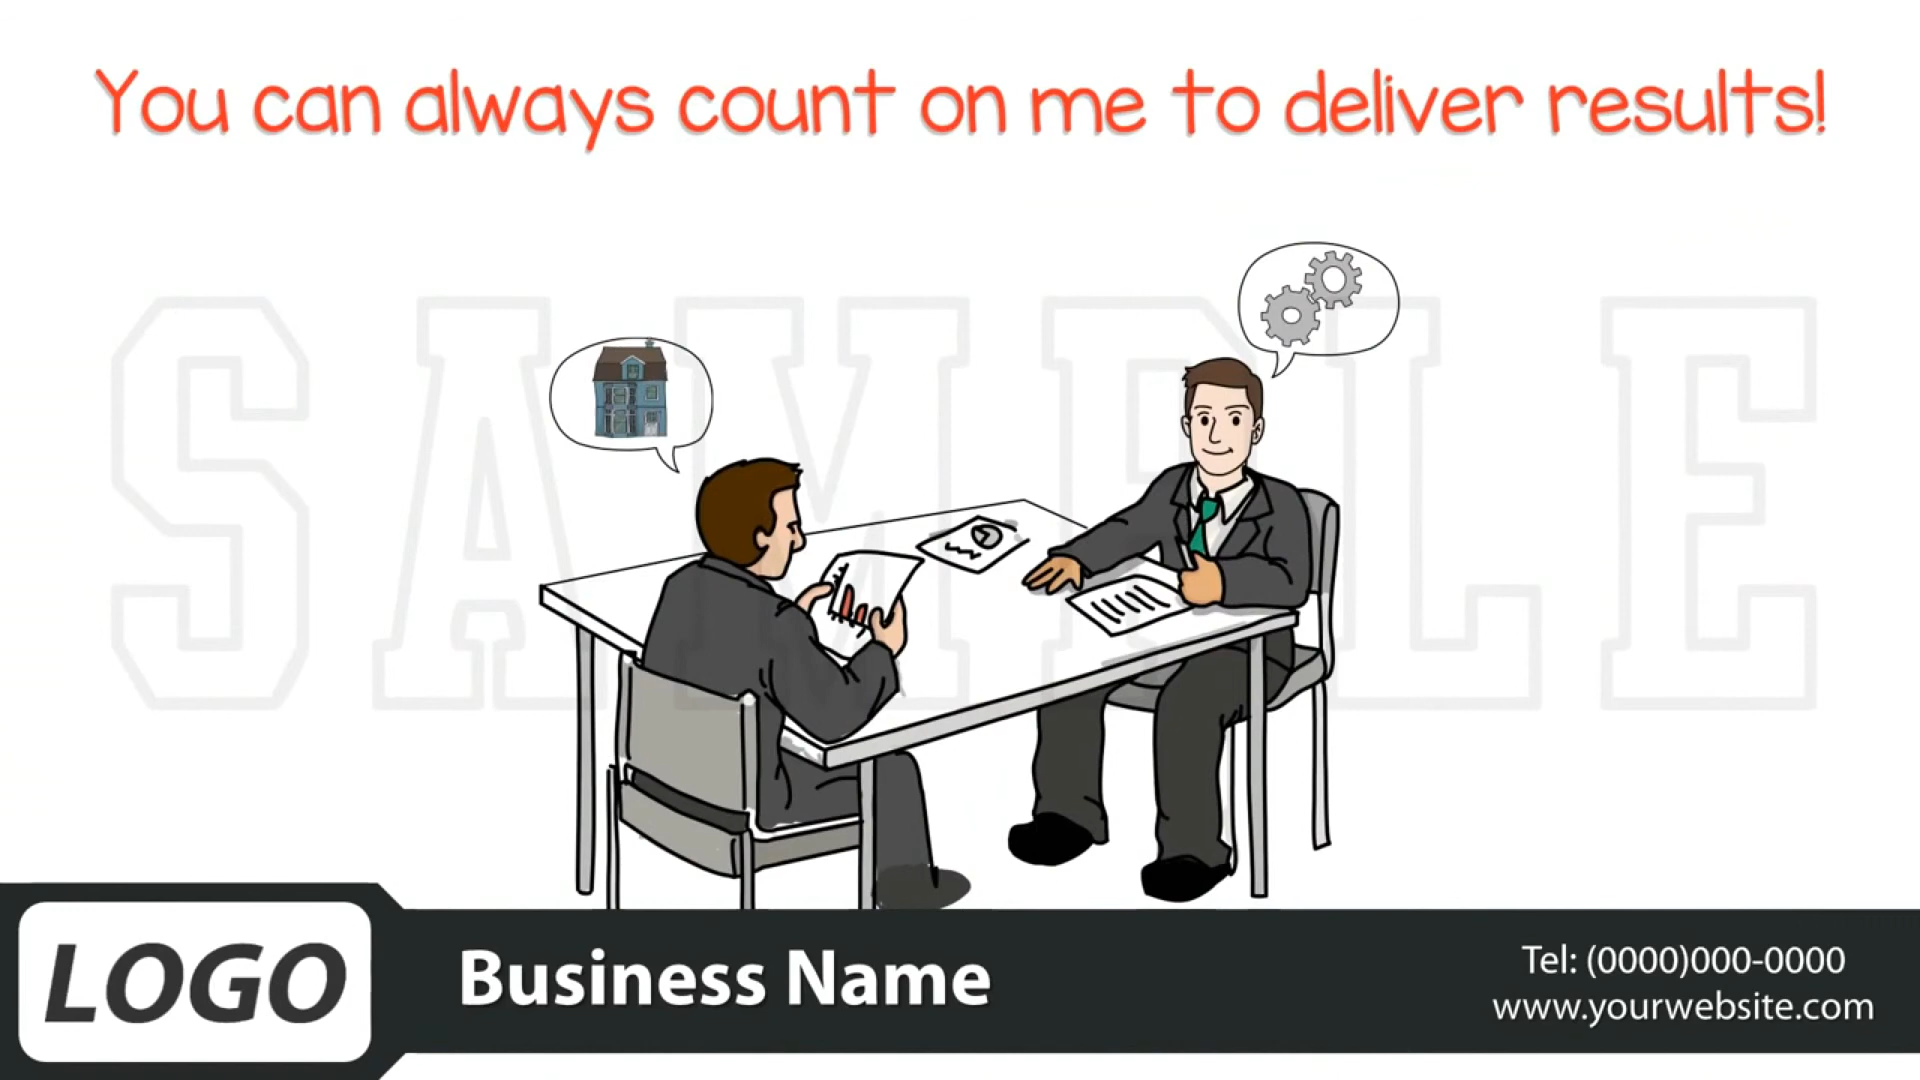 You can always count on me to deliver results!
SAMPLE
LOGO
Business Name
Tel: (0000)000-0000
www.yourwebsite.com